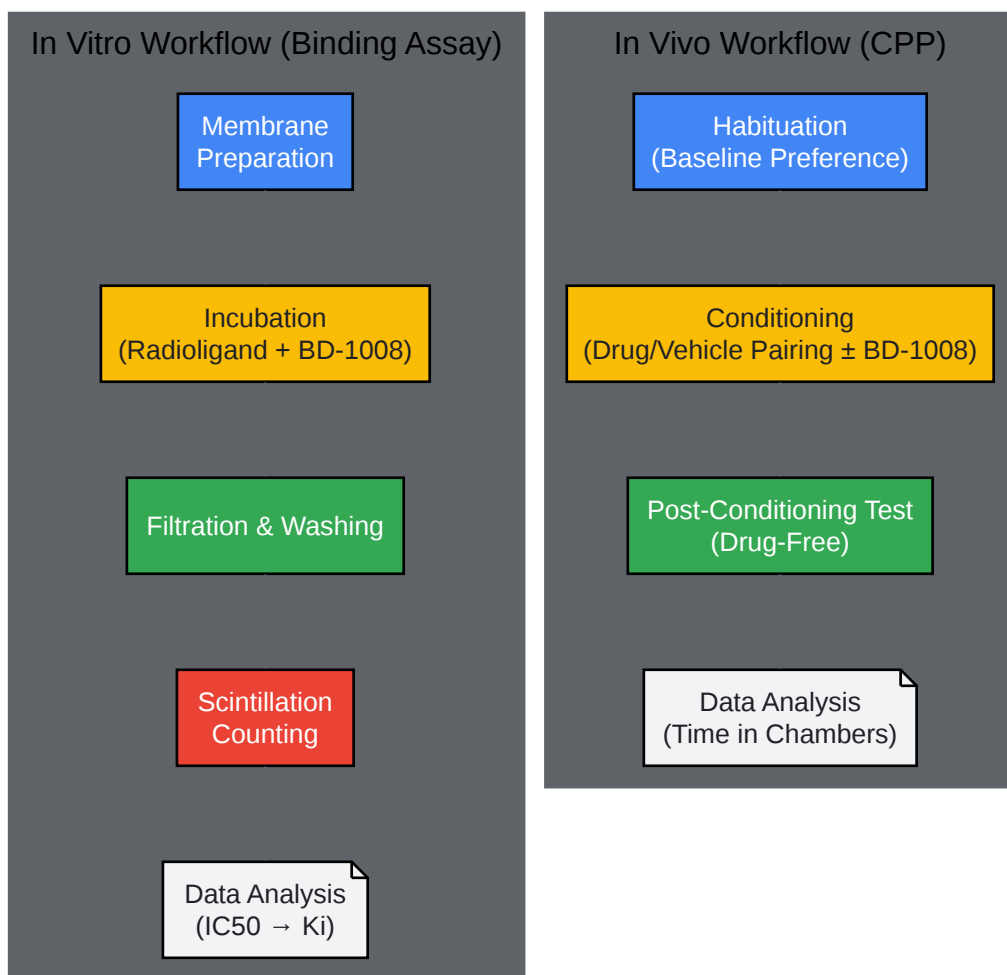 In Vitro Workflow (Binding Assay)
Membrane
Preparation
Incubation
(Radioligand + BD-1008)
Filtration & Washing
Scintillation
Counting
Data Analysis
(IC50 → Ki)
In Vivo Workflow (CPP)
Habituation
(Baseline Preference)
Conditioning
(Drug/Vehicle Pairing ± BD-1008)
Post-Conditioning Test
(Drug-Free)
Data Analysis
(Time in Chambers)